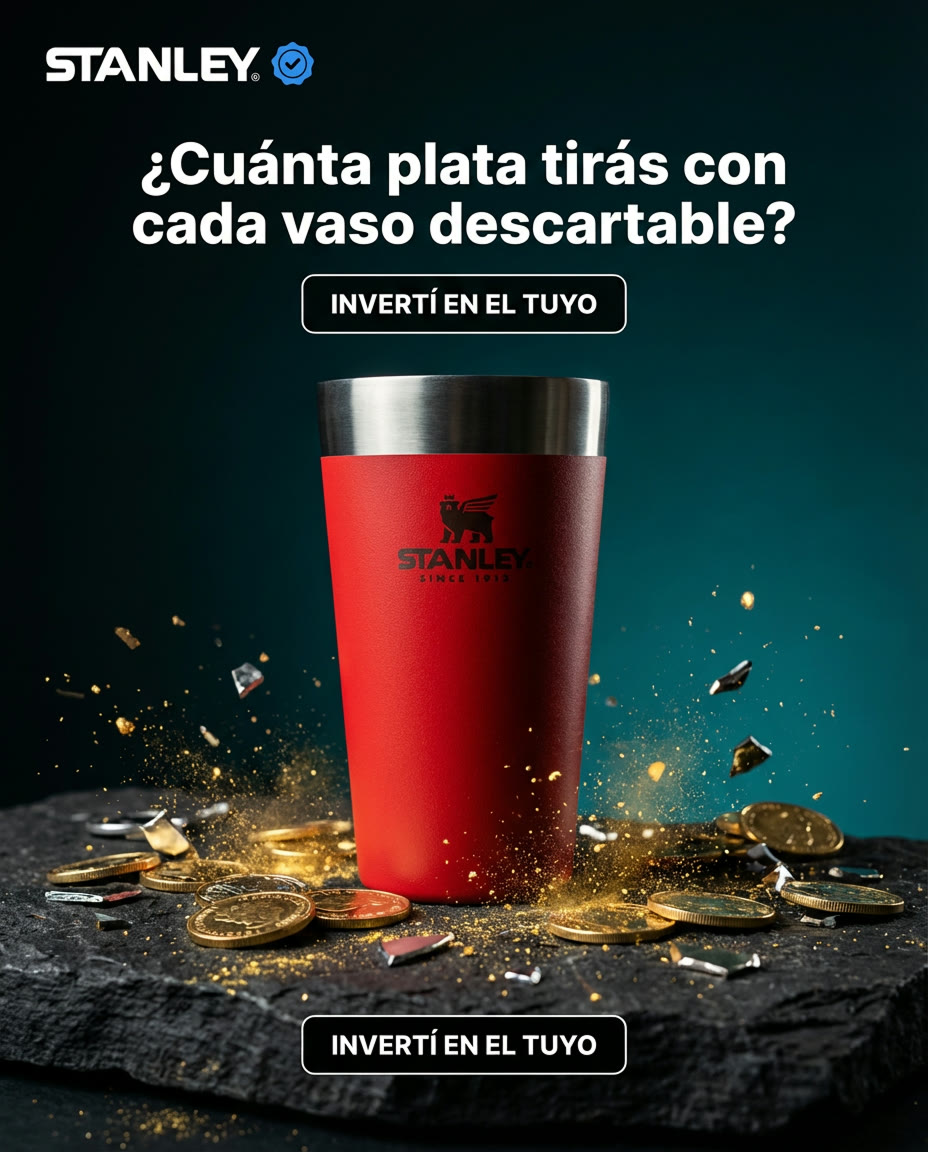 STANLEY
¿Cuánta plata tirás con
cada vaso descartable?
INVERTÍ EN EL TUYO
STANLEY
SINCE 1913
INVERTÍ EN EL TUYO